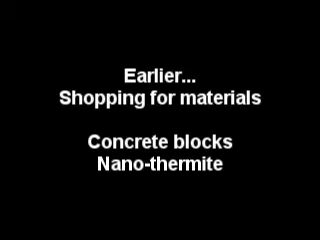 Earlier...
Shopping for materials
Concrete blocks
Nano-thermite